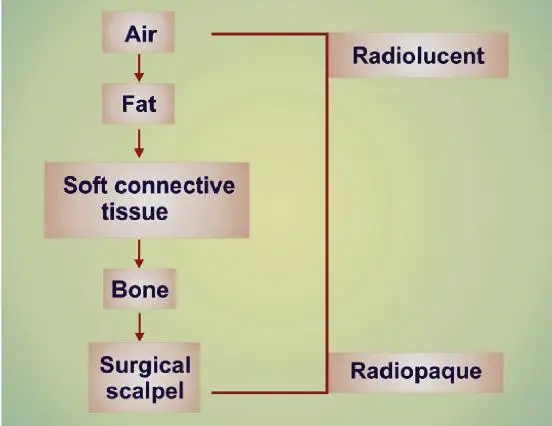 Air
Radiolucent
Fat
Soft connective
tissue
Bone
Surgical
scalpel
Radiopaque